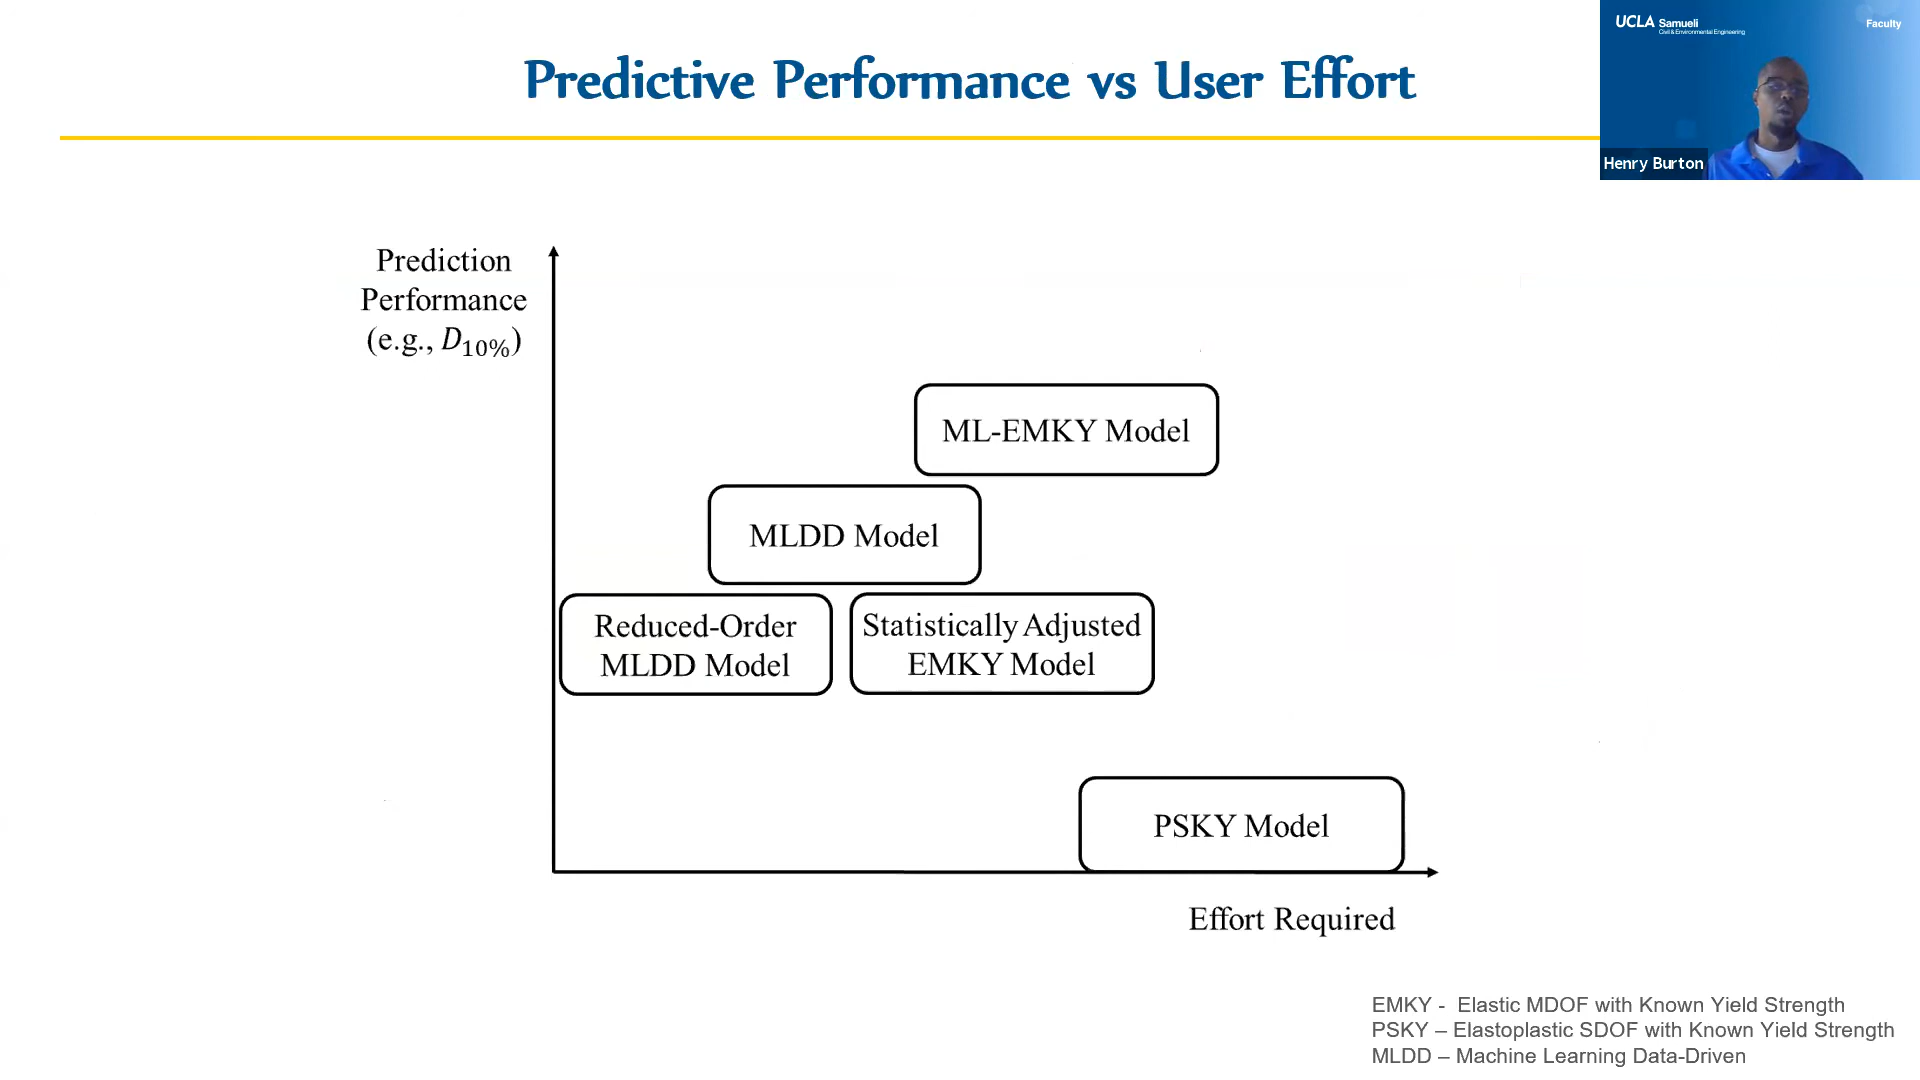 Predictive Performance vs User Effort
UCLA Samueli
Civil & Environmental Engineering
Faculty
Henry Burton
Prediction
Performance
(e.g., D10%)
ML-EMKY Model
MLDD Model
Reduced-Order
MLDD Model
Statistically Adjusted
EMKY Model
PSKY Model
Effort Required
EMKY - Elastic MDOF with Known Yield Strength
PSKY – Elastoplastic SDOF with Known Yield Strength
MLDD – Machine Learning Data-Driven